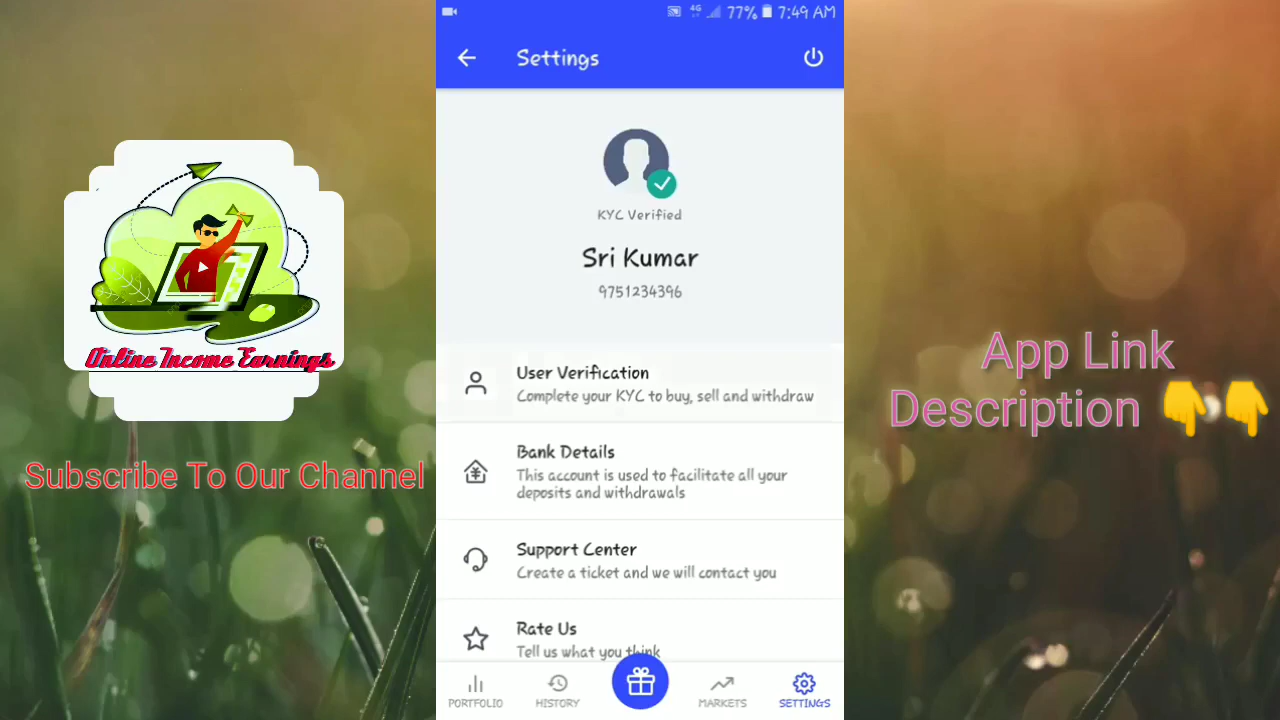 Online Income Earnings
Subscribe To Our Channel
4G 77% 7:49 AM
Settings
KYC Verified
Sri Kumar
9751234396
User Verification
Complete your KYC to buy, sell and withdraw
Bank Details
This account is used to facilitate all your
deposits and withdrawals
Support Center
Create a ticket and we will contact you
Rate Us
Tell us what you think
PORTFOLIO HISTORY MARKETS SETTINGS
App Link
Description 👇👇